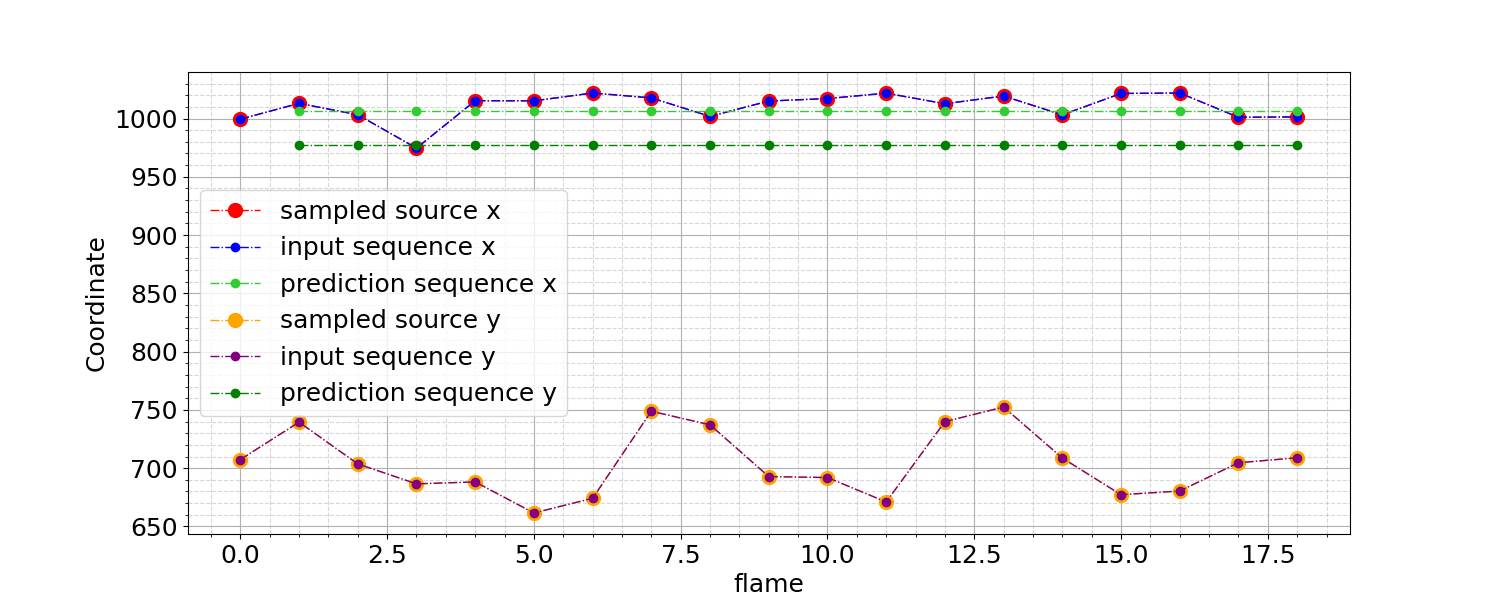 1000
950
900
850
800
750
700
650
Coordinate
sampled source x
input sequence x
prediction sequence x
sampled source y
input sequence y
prediction sequence y
0.0 2.5 5.0 7.5 10.0 12.5 15.0 17.5
flame